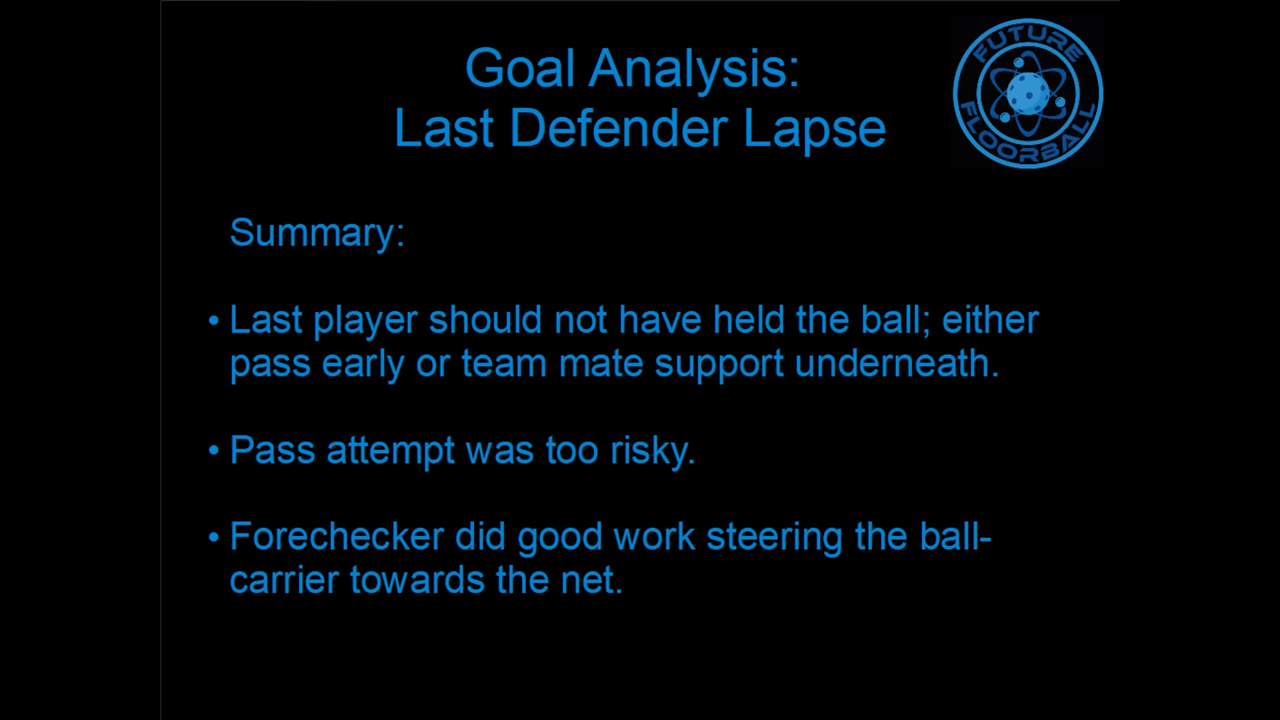 Goal Analysis:
Last Defender Lapse
FUTURE
FLOORBALL
Summary:
• Last player should not have held the ball; either
pass early or team mate support underneath.
• Pass attempt was too risky.
• Forechecker did good work steering the ball-
carrier towards the net.